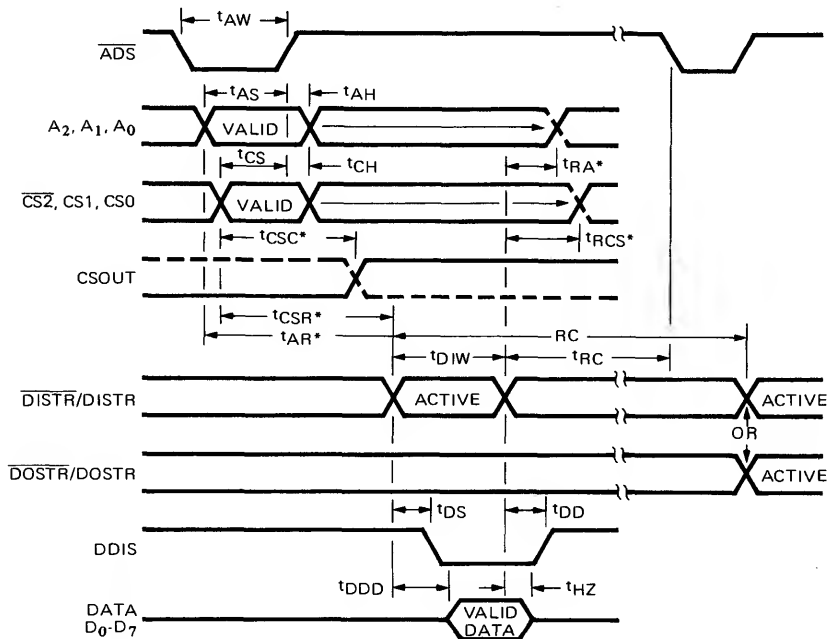 tAW
ADS
tAS tAH
A2, A1, A0 VALID
tCS tCH tRA*
CS2, CS1, CS0 VALID
tCSC* tRCS*
CSOUT
tCSR*
tAR* RC
tDIW tRC
DISTR/DISTR ACTIVE ACTIVE
OR
DOSTR/DOSTR ACTIVE
tDS tDD
DDIS
tDDD tHZ
DATA VALID
D0-D7 DATA